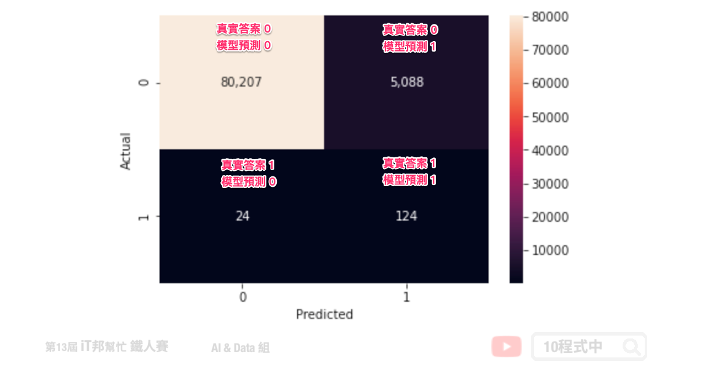 真實答案 0
模型預測 0
真實答案 0
模型預測 1
80000
70000
60000
50000
40000
30000
20000
10000
0
80,207
5,088
Actual
真實答案 1
模型預測 0
真實答案 1
模型預測 1
1
24
124
0
1
Predicted
第13屆 iT邦幫忙 鐵人賽
AI & Data 組
10程式中